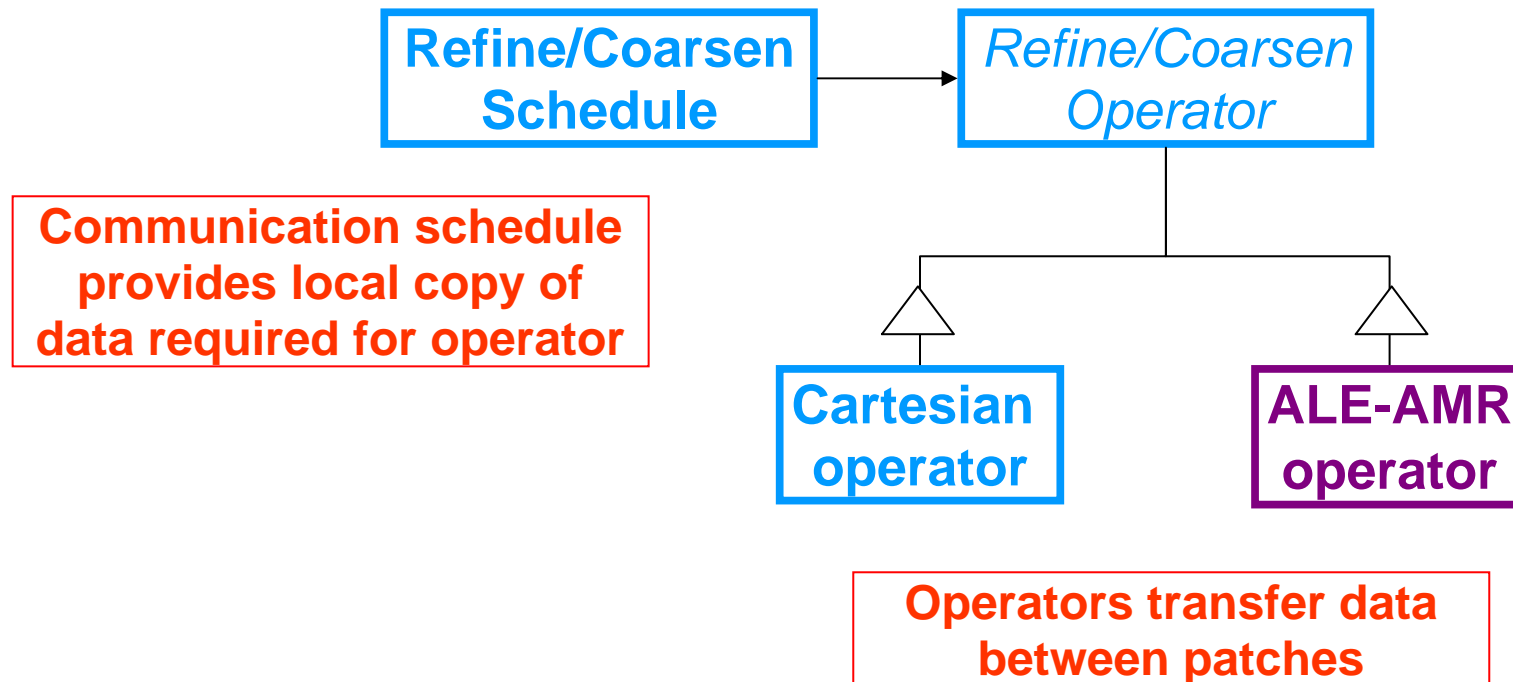 Refine/Coarsen
Schedule
Refine/Coarsen
Operator
Communication schedule
provides local copy of
data required for operator
Cartesian
operator
ALE-AMR
operator
Operators transfer data
between patches